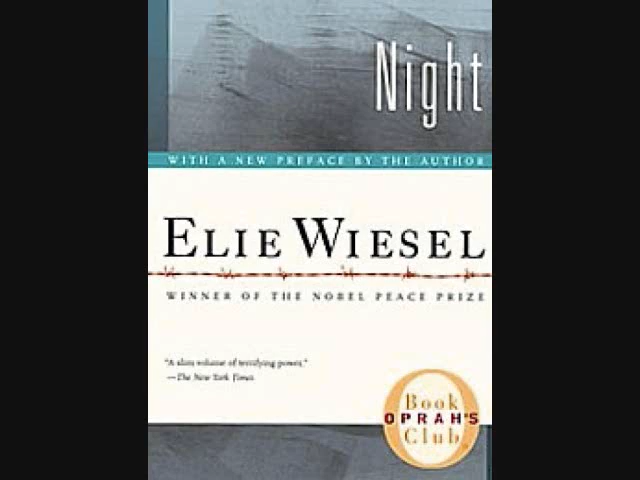 Night
WITH A NEW PREFACE BY THE AUTHOR
ELIE WIESEL
WINNER OF THE NOBEL PEACE PRIZE
"A slim volume of terrifying power."
—The New York Times
Book
OPRAH'S
Club®